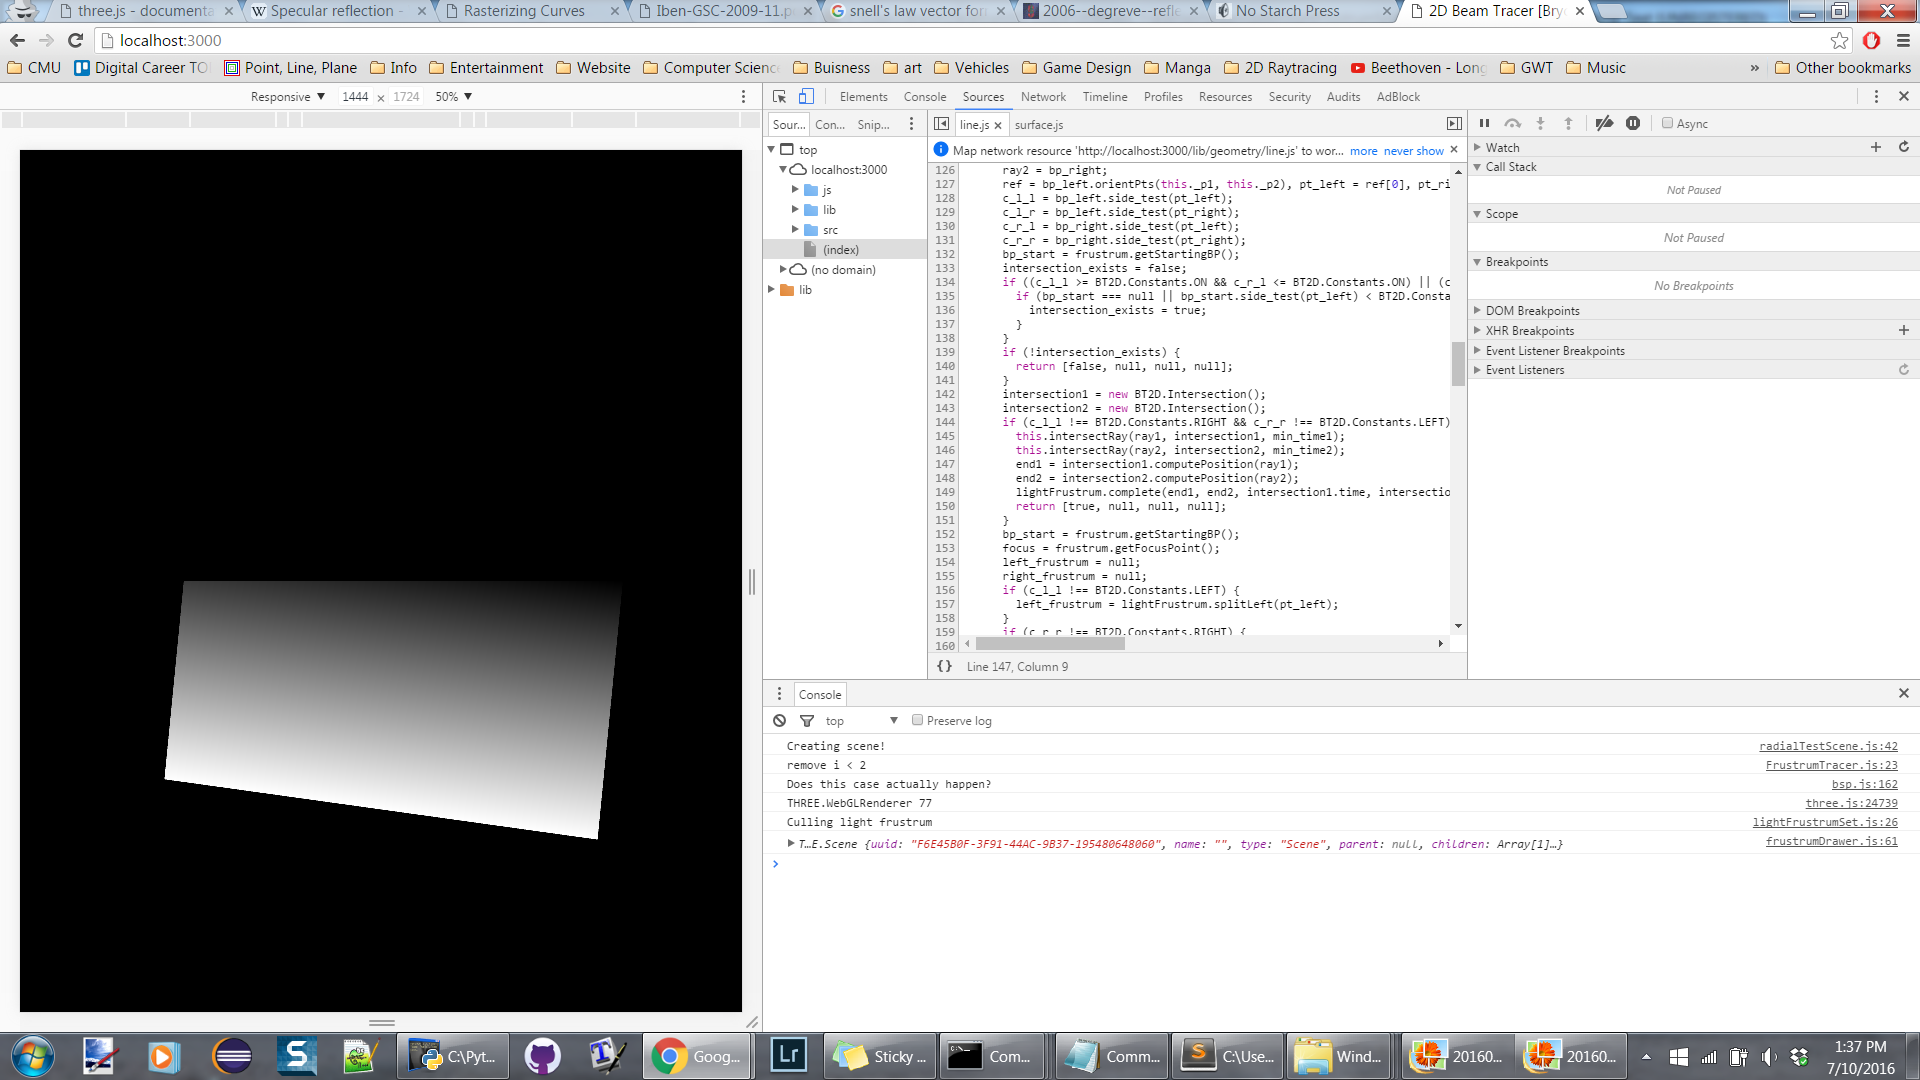 three.js - documenta
Specular reflection -
Rasterizing Curves
Iben-GSC-2009-11.p
snell's law vector for
2006--degreve--refle
No Starch Press
2D Beam Tracer [Bry
localhost:3000
CMU
Digital Career TO
Point, Line, Plane
Info
Entertainment
Website
Computer Scienc
Buisness
art
Vehicles
Game Design
Manga
2D Raytracing
Beethoven - Long
GWT
Music
»
Other bookmarks
Responsive ▼ 1444 x 1724 50% ▼
Elements Console Sources Network Timeline Profiles Resources Security Audits AdBlock
Sour... Con... Snip...
top
localhost:3000
js
lib
src
(index)
(no domain)
lib
line.js × surface.js
Map network resource 'http://localhost:3000/lib/geometry/line.js' to wor... more never show ×
126 ray2 = bp_right;
127 ref = bp_left.orientPts(this._p1, this._p2), pt_left = ref[0], pt_ri
128 c_l_l = bp_left.side_test(pt_left);
129 c_l_r = bp_left.side_test(pt_right);
130 c_r_l = bp_right.side_test(pt_left);
131 c_r_r = bp_right.side_test(pt_right);
132 bp_start = frustrum.getStartingBP();
133 intersection_exists = false;
134 if ((c_l_l >= BT2D.Constants.ON && c_r_l <= BT2D.Constants.ON) || (c
135 if (bp_start === null || bp_start.side_test(pt_left) < BT2D.Consta
136 intersection_exists = true;
137 }
138 }
139 if (!intersection_exists) {
140 return [false, null, null, null];
141 }
142 intersection1 = new BT2D.Intersection();
143 intersection2 = new BT2D.Intersection();
144 if (c_l_l !== BT2D.Constants.RIGHT && c_r_r !== BT2D.Constants.LEFT)
145 this.intersectRay(ray1, intersection1, min_time1);
146 this.intersectRay(ray2, intersection2, min_time2);
147 end1 = intersection1.computePosition(ray1);
148 end2 = intersection2.computePosition(ray2);
149 lightFrustrum.complete(end1, end2, intersection1.time, intersectio
150 return [true, null, null, null];
151 }
152 bp_start = frustrum.getStartingBP();
153 focus = frustrum.getFocusPoint();
154 left_frustrum = null;
155 right_frustrum = null;
156 if (c_l_l !== BT2D.Constants.LEFT) {
157 left_frustrum = lightFrustrum.splitLeft(pt_left);
158 }
159 if (c_r_r !== BT2D.Constants.RIGHT) {
160
{} Line 147, Column 9
Async
Watch
Call Stack
Not Paused
Scope
Not Paused
Breakpoints
No Breakpoints
DOM Breakpoints
XHR Breakpoints
Event Listener Breakpoints
Event Listeners
Console
top ▼ Preserve log
Creating scene! radialTestScene.js:42
remove i < 2 FrustrumTracer.js:23
Does this case actually happen? bsp.js:162
THREE.WebGLRenderer 77 three.js:24739
Culling light frustrum lightFrustrumSet.js:26
T…E.Scene {uuid: "F6E45B0F-3F91-44AC-9B37-195480648060", name: "", type: "Scene", parent: null, children: Array[1]…} frustrumDrawer.js:61
C:\Pyt...
Goog...
Lr
Sticky ...
Com...
Comm...
C:\Use...
Wind...
20160...
20160...
1:37 PM
7/10/2016